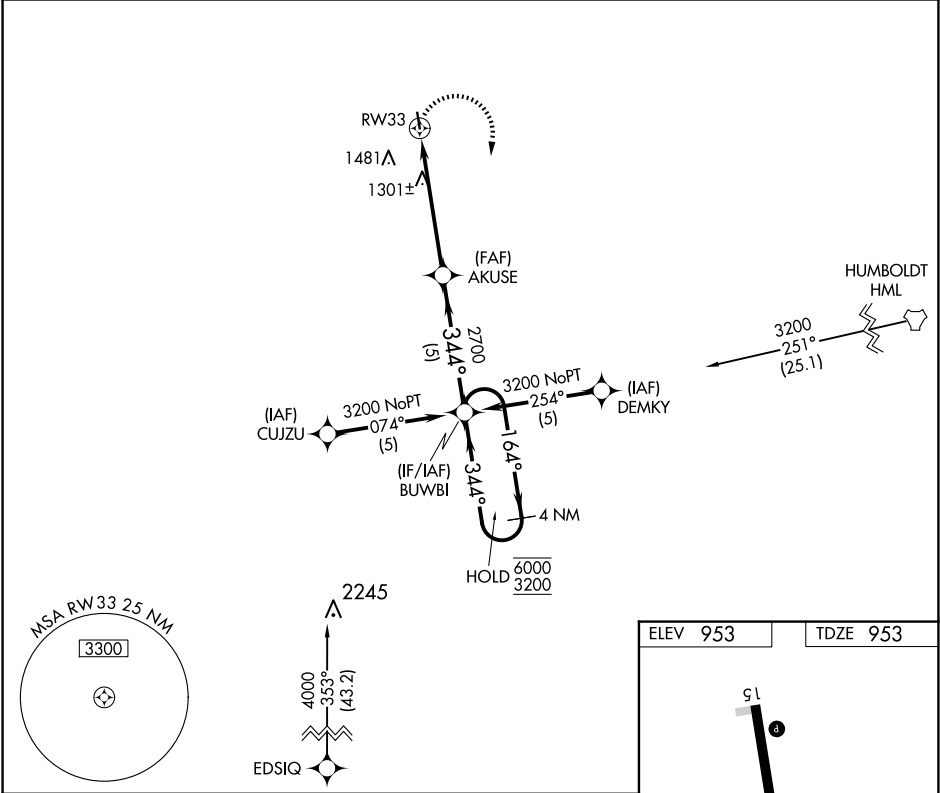 RW33
1481
1301±
(FAF)
AKUSE
HUMBOLDT
HML
3200
251°
(25.1)
2700
344°
(5)
3200 NoPT
254°
(5)
(IAF)
DEMKY
(IAF)
CUJZU
3200 NoPT
074°
(5)
(IF/IAF)
BUWBI
344°
164°
4 NM
HOLD 6000
3200
2245
MSA RW33 25 NM
3300
4000
353°
(43.2)
EDSIQ
ELEV 953
TDZE 953
15
P